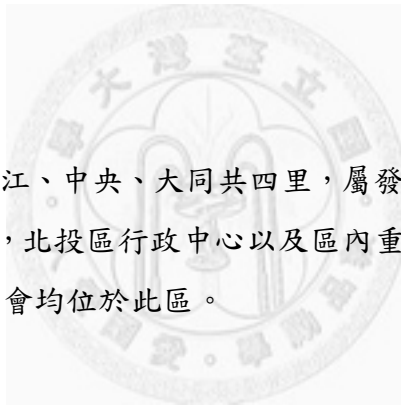 江、中央、大同共四里，屬發
，北投區行政中心以及區內重
會均位於此區。